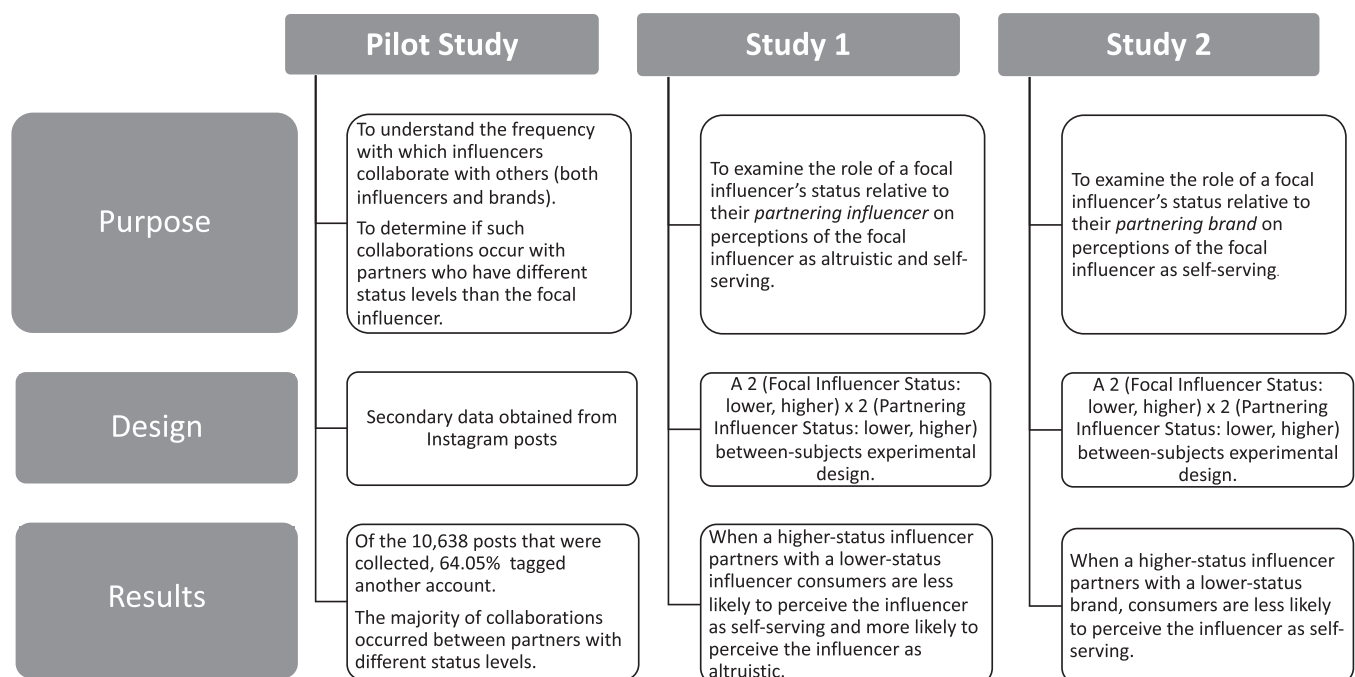 Pilot Study
Study 1
Study 2
Purpose
To understand the frequency
with which influencers
collaborate with others (both
influencers and brands).
To determine if such
collaborations occur with
partners who have different
status levels than the focal
influencer.
To examine the role of a focal
influencer’s status relative to
their partnering influencer on
perceptions of the focal
influencer as altruistic and self-
serving.
To examine the role of a focal
influencer’s status relative to
their partnering brand on
perceptions of the focal
influencer as self-serving.
Design
Secondary data obtained from
Instagram posts
A 2 (Focal Influencer Status:
lower, higher) x 2 (Partnering
Influencer Status: lower, higher)
between-subjects experimental
design.
A 2 (Focal Influencer Status:
lower, higher) x 2 (Partnering
Influencer Status: lower, higher)
between-subjects experimental
design.
Results
Of the 10,638 posts that were
collected, 64.05% tagged
another account.
The majority of collaborations
occurred between partners with
different status levels.
When a higher-status influencer
partners with a lower-status
influencer consumers are less
likely to perceive the influencer
as self-serving and more likely to
perceive the influencer as
altruistic.
When a higher-status influencer
partners with a lower-status
brand, consumers are less likely
to perceive the influencer as self-
serving.